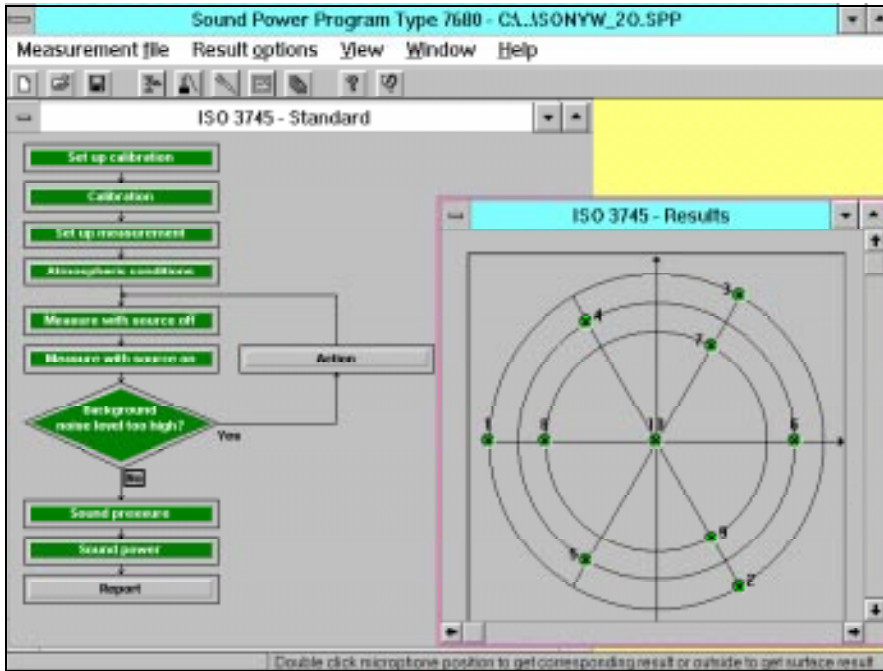 Sound Power Program Type 7680 - C:\..\SONYW_20.SPP
Measurement file Result options View Window Help
ISO 3745 - Standard
Set up calibration
Calibration
Set up measurement
Atmospheric conditions
Measure with source off
Measure with source on
Action
Background
noise level too high?
Yes
No
Sound pressure
Sound power
Report
ISO 3745 - Results
3
4
7
1
8
13
6
5
9
2
Double click microphone position to get corresponding result or outside to get surface result